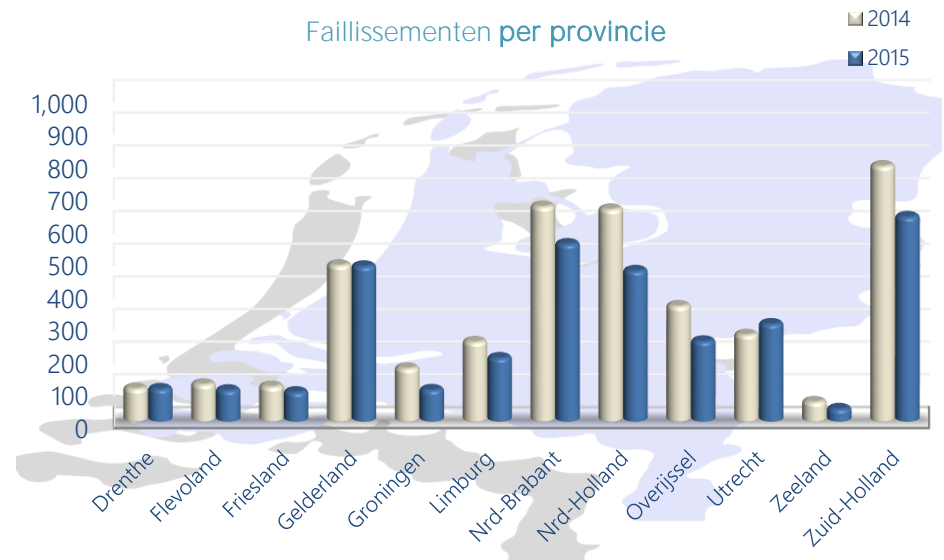 Faillissementen per provincie
2014
2015
1,000
900
800
700
600
500
400
300
200
100
0
Drenthe
Flevoland
Friesland
Gelderland
Groningen
Limburg
Nrd-Brabant
Nrd-Holland
Overijssel
Utrecht
Zeeland
Zuid-Holland